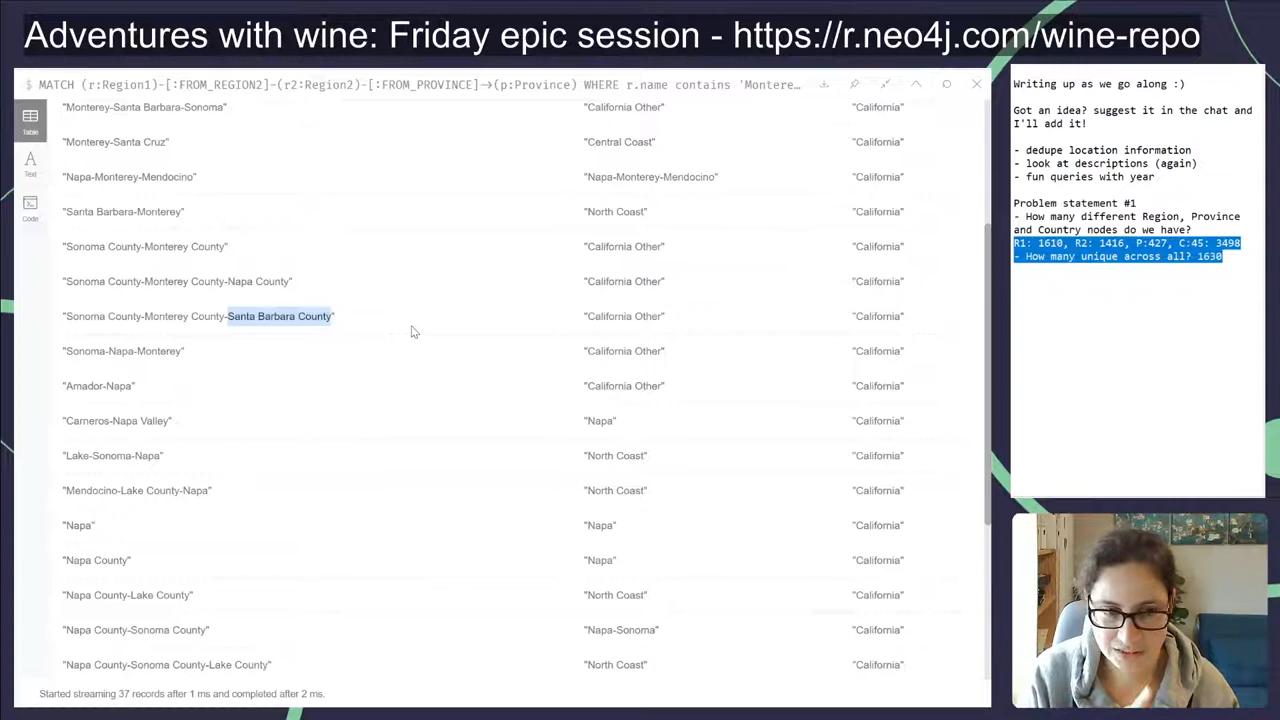 Adventures with wine: Friday epic session - https://r.neo4j.com/wine-repo
$ MATCH (r:Region1)-[:FROM_REGION2]-(r2:Region2)-[:FROM_PROVINCE]->(p:Province) WHERE r.name contains 'Montere...
Table
Text
Code
"Monterey-Santa Barbara-Sonoma" "California Other" "California"
"Monterey-Santa Cruz" "Central Coast" "California"
"Napa-Monterey-Mendocino" "Napa-Monterey-Mendocino" "California"
"Santa Barbara-Monterey" "North Coast" "California"
"Sonoma County-Monterey County" "California Other" "California"
"Sonoma County-Monterey County-Napa County" "California Other" "California"
"Sonoma County-Monterey County-Santa Barbara County" "California Other" "California"
"Sonoma-Napa-Monterey" "California Other" "California"
"Amador-Napa" "California Other" "California"
"Carneros-Napa Valley" "Napa" "California"
"Lake-Sonoma-Napa" "North Coast" "California"
"Mendocino-Lake County-Napa" "North Coast" "California"
"Napa" "Napa" "California"
"Napa County" "Napa" "California"
"Napa County-Lake County" "North Coast" "California"
"Napa County-Sonoma County" "Napa-Sonoma" "California"
"Napa County-Sonoma County-Lake County" "North Coast" "California"
Started streaming 37 records after 1 ms and completed after 2 ms.
Writing up as we go along :)
Got an idea? suggest it in the chat and
I'll add it!
- dedupe location information
- look at descriptions (again)
- fun queries with year
Problem statement #1
- How many different Region, Province
and Country nodes do we have?
R1: 1610, R2: 1416, P:427, C:45: 3498
- How many unique across all? 1630